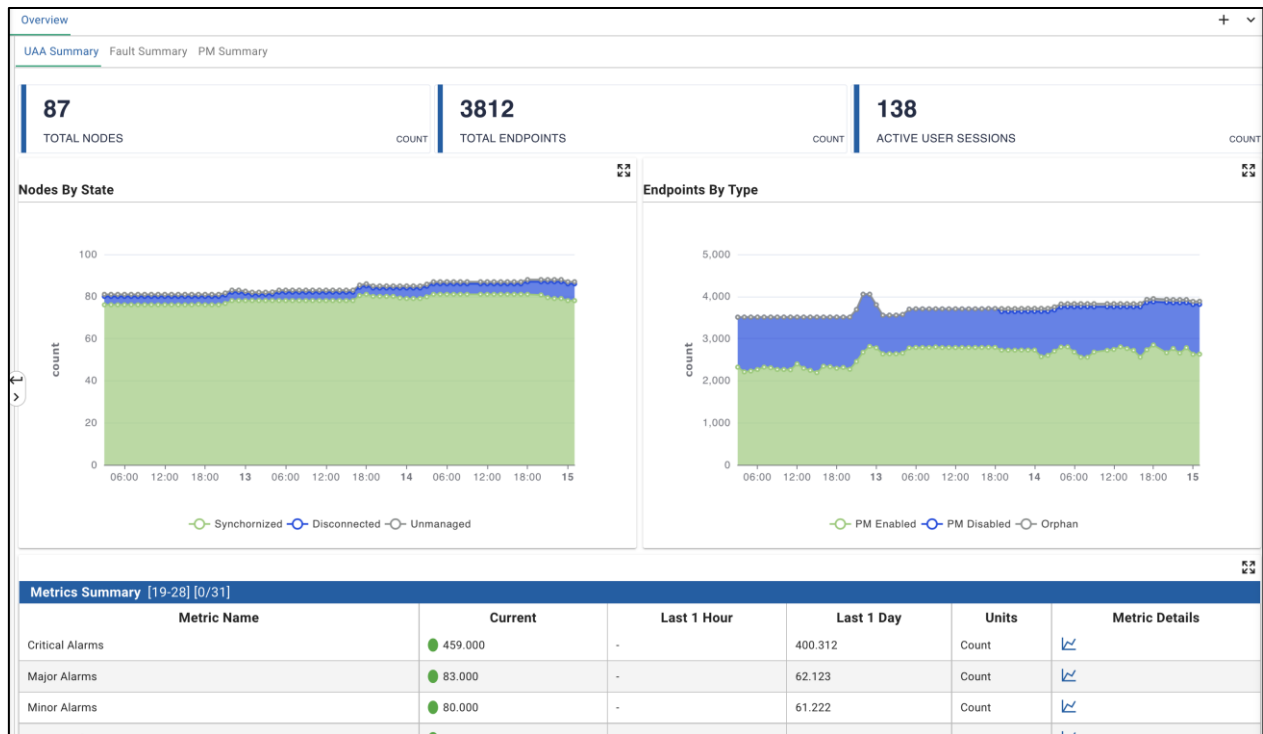 Overview
UAA Summary Fault Summary PM Summary
87
TOTAL NODES COUNT
3812
TOTAL ENDPOINTS COUNT
138
ACTIVE USER SESSIONS COUNT
Nodes By State
100
80
60
40
20
0
count
06:00 12:00 18:00 13 06:00 12:00 18:00 14 06:00 12:00 18:00 15
Synchornized Disconnected Unmanaged
Endpoints By Type
5,000
4,000
3,000
2,000
1,000
0
count
06:00 12:00 18:00 13 06:00 12:00 18:00 14 06:00 12:00 18:00 15
PM Enabled PM Disabled Orphan
Metrics Summary [19-28] [0/31]
Metric Name Current Last 1 Hour Last 1 Day Units Metric Details
Critical Alarms 459.000 - 400.312 Count
Major Alarms 83.000 - 62.123 Count
Minor Alarms 80.000 - 61.222 Count